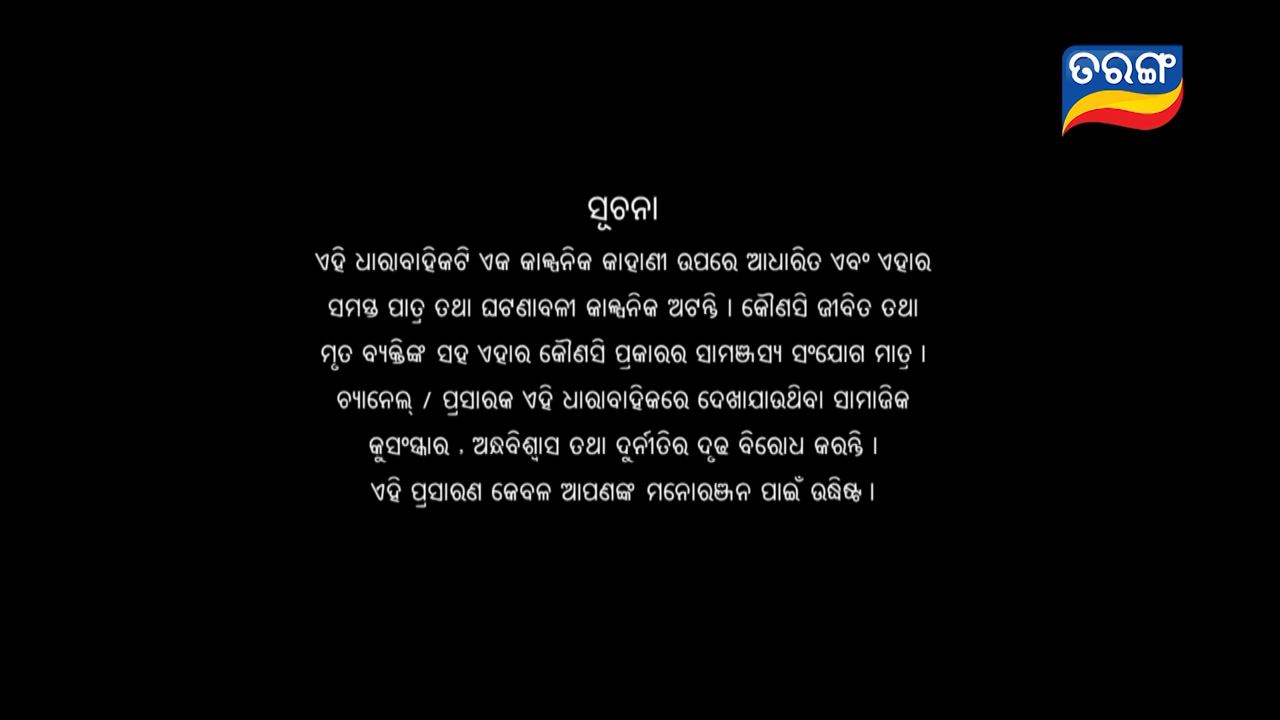 ତରଙ୍ଗ
ସୂଚନା
ଏହି ଧାରାବାହିକଟି ଏକ କାଳ୍ପନିକ କାହାଣୀ ଉପରେ ଆଧାରିତ ଏବଂ ଏହାର
ସମସ୍ତ ପାତ୍ର ତଥା ଘଟଣାବଳୀ କାଳ୍ପନିକ ଅଟନ୍ତି । କୌଣସି ଜୀବିତ ତଥା
ମୃତ ବ୍ୟକ୍ତିଙ୍କ ସହ ଏହାର କୌଣସି ପ୍ରକାରର ସାମଞ୍ଜସ୍ୟ ସଂଯୋଗ ମାତ୍ର ।
ଚ୍ୟାନେଲ୍ / ପ୍ରସାରକ ଏହି ଧାରାବାହିକରେ ଦେଖାଯାଉଥିବା ସାମାଜିକ
କୁସଂସ୍କାର , ଅନ୍ଧବିଶ୍ୱାସ ତଥା ଦୁର୍ନୀତିର ଦୃଢ ବିରୋଧ କରନ୍ତି ।
ଏହି ପ୍ରସାରଣ କେବଳ ଆପଣଙ୍କ ମନୋରଞ୍ଜନ ପାଇଁ ଉଦ୍ଧିଷ୍ଟ ।